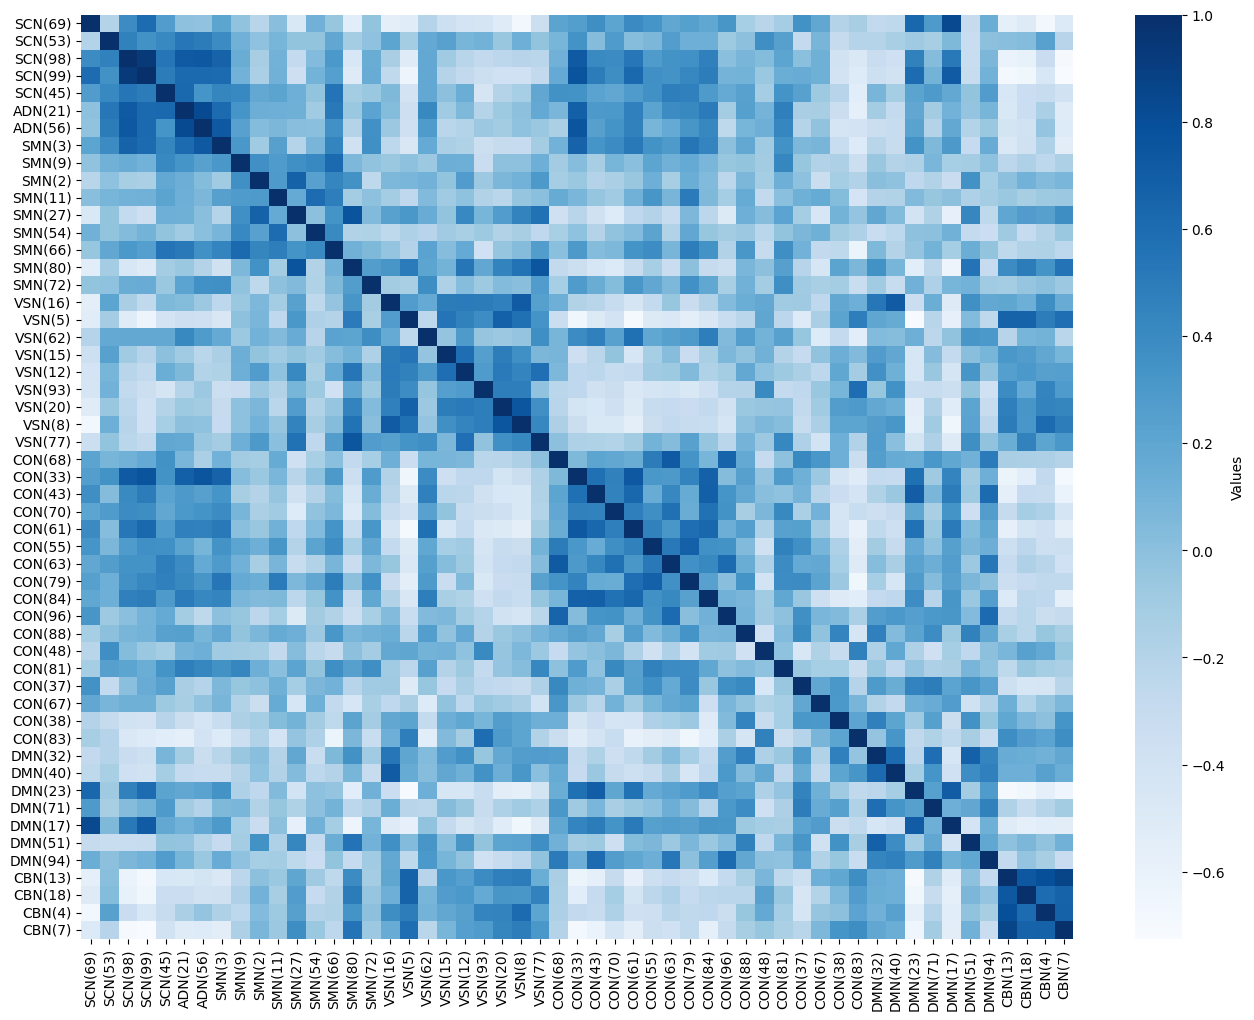 SCN(69)
SCN(53)
SCN(98)
SCN(99)
SCN(45)
ADN(21)
ADN(56)
SMN(3)
SMN(9)
SMN(2)
SMN(11)
SMN(27)
SMN(54)
SMN(66)
SMN(80)
SMN(72)
VSN(16)
VSN(5)
VSN(62)
VSN(15)
VSN(12)
VSN(93)
VSN(20)
VSN(8)
VSN(77)
CON(68)
CON(33)
CON(43)
CON(70)
CON(61)
CON(55)
CON(63)
CON(79)
CON(84)
CON(96)
CON(88)
CON(48)
CON(81)
CON(37)
CON(67)
CON(38)
CON(83)
DMN(32)
DMN(40)
DMN(23)
DMN(71)
DMN(17)
DMN(51)
DMN(94)
CBN(13)
CBN(18)
CBN(4)
CBN(7)
SCN(69)
SCN(53)
SCN(98)
SCN(99)
SCN(45)
ADN(21)
ADN(56)
SMN(3)
SMN(9)
SMN(2)
SMN(11)
SMN(27)
SMN(54)
SMN(66)
SMN(80)
SMN(72)
VSN(16)
VSN(5)
VSN(62)
VSN(15)
VSN(12)
VSN(93)
VSN(20)
VSN(8)
VSN(77)
CON(68)
CON(33)
CON(43)
CON(70)
CON(61)
CON(55)
CON(63)
CON(79)
CON(84)
CON(96)
CON(88)
CON(48)
CON(81)
CON(37)
CON(67)
CON(38)
CON(83)
DMN(32)
DMN(40)
DMN(23)
DMN(71)
DMN(17)
DMN(51)
DMN(94)
CBN(13)
CBN(18)
CBN(4)
CBN(7)
1.0
0.8
0.6
0.4
0.2
0.0
−0.2
−0.4
−0.6
Values